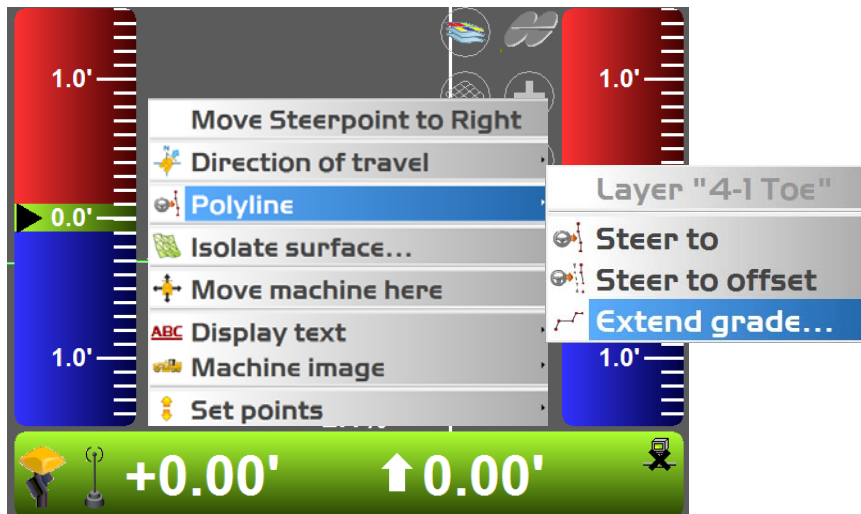 1.0'
1.0'
Move Steerpoint to Right
Direction of travel
Polyline
Layer "4-1 Toe"
0.0'
Steer to
Isolate surface...
Steer to offset
Move machine here
Extend grade...
ABC Display text
1.0'
1.0'
Machine image
Set points
+0.00'
0.00'